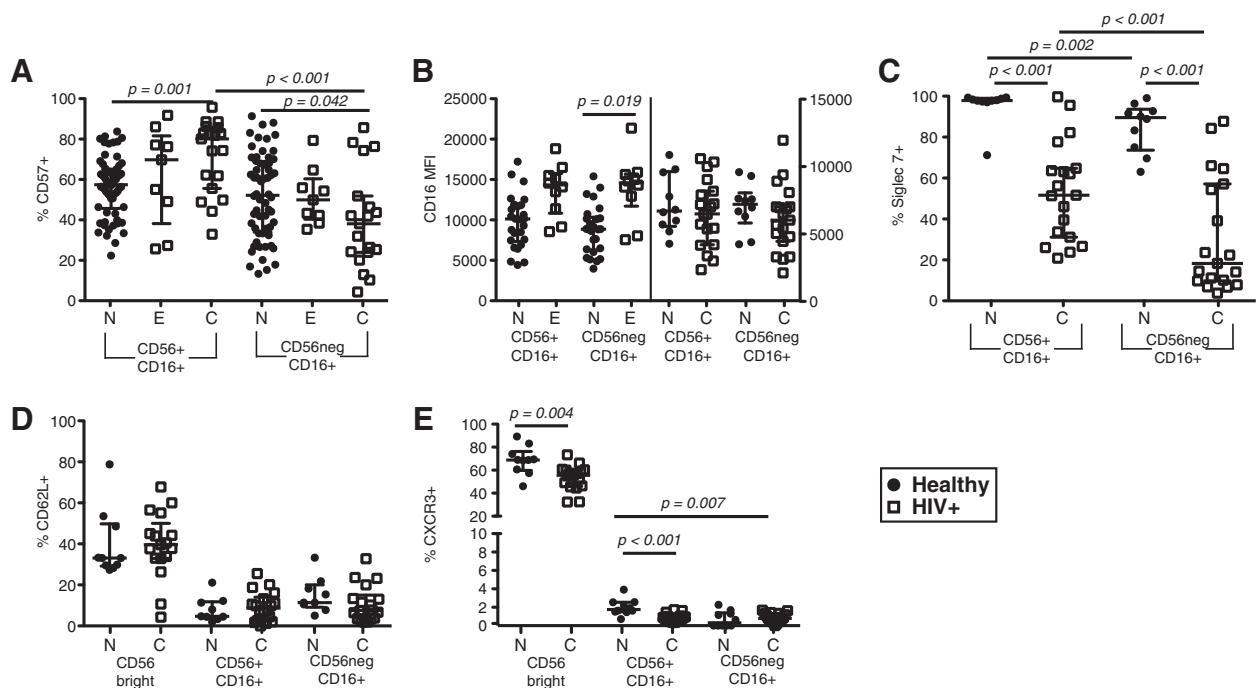 A
p = 0.001
p < 0.001
p = 0.042
% CD57+
100
80
60
40
20
0
N E C N E C
CD56+
CD16+
CD56neg
CD16+
B
p = 0.019
CD16 MFI
25000
20000
15000
10000
5000
0
15000
10000
5000
0
N E N E N C N C
CD56+ CD56neg CD56+ CD56neg
CD16+ CD16+ CD16+ CD16+
C
p < 0.001
p = 0.002
p < 0.001 p < 0.001
% Siglec 7+
100
80
60
40
20
0
N C N C
CD56+
CD16+
CD56neg
CD16+
D
% CD62L+
100
80
60
40
20
0
N C N C N C
CD56 CD56+ CD56neg
bright CD16+ CD16+
E
p = 0.004
p = 0.007
p < 0.001
% CXCR3+
100
80
60
40
20
10
8
6
4
2
0
N C N C N C
CD56 CD56+ CD56neg
bright CD16+ CD16+
Healthy
HIV+